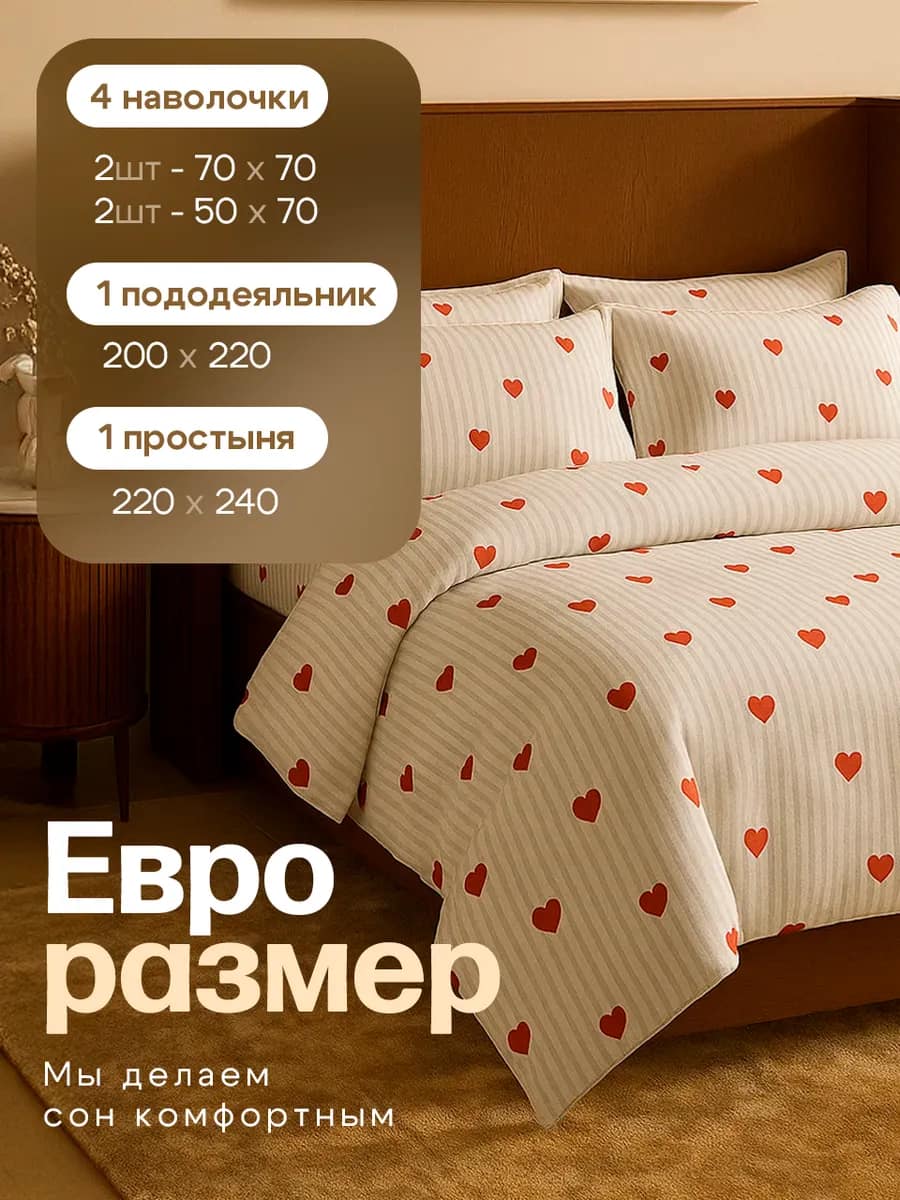 4 наволочки
2шт - 70 x 70
2шт - 50 x 70
1 пододеяльник
200 x 220
1 простыня
220 x 240
Евро
размер
Мы делаем
сон комфортным